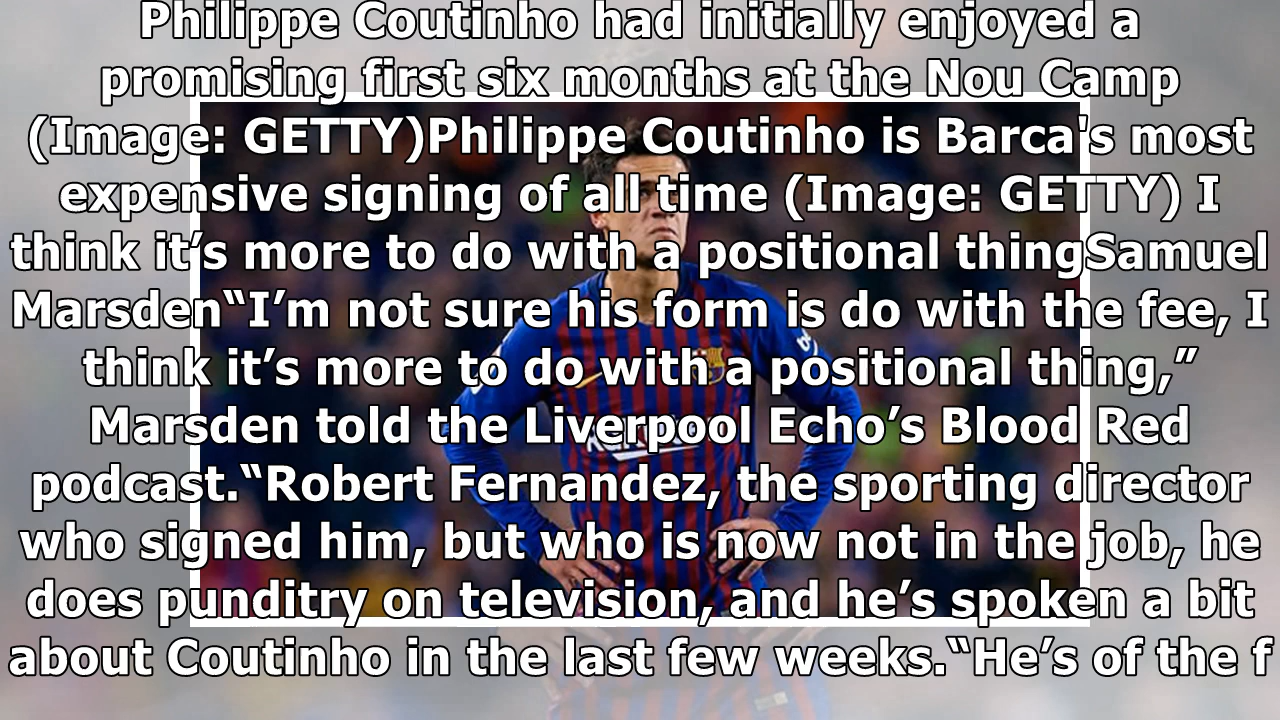 Philippe Coutinho had initially enjoyed a
promising first six months at the Nou Camp
(Image: GETTY)Philippe Coutinho is Barca's most
expensive signing of all time (Image: GETTY) I
think it’s more to do with a positional thingSamuel
Marsden“I’m not sure his form is do with the fee, I
think it’s more to do with a positional thing,”
Marsden told the Liverpool Echo’s Blood Red
podcast.“Robert Fernandez, the sporting director
who signed him, but who is now not in the job, he
does punditry on television, and he’s spoken a bit
about Coutinho in the last few weeks.“He’s of the f